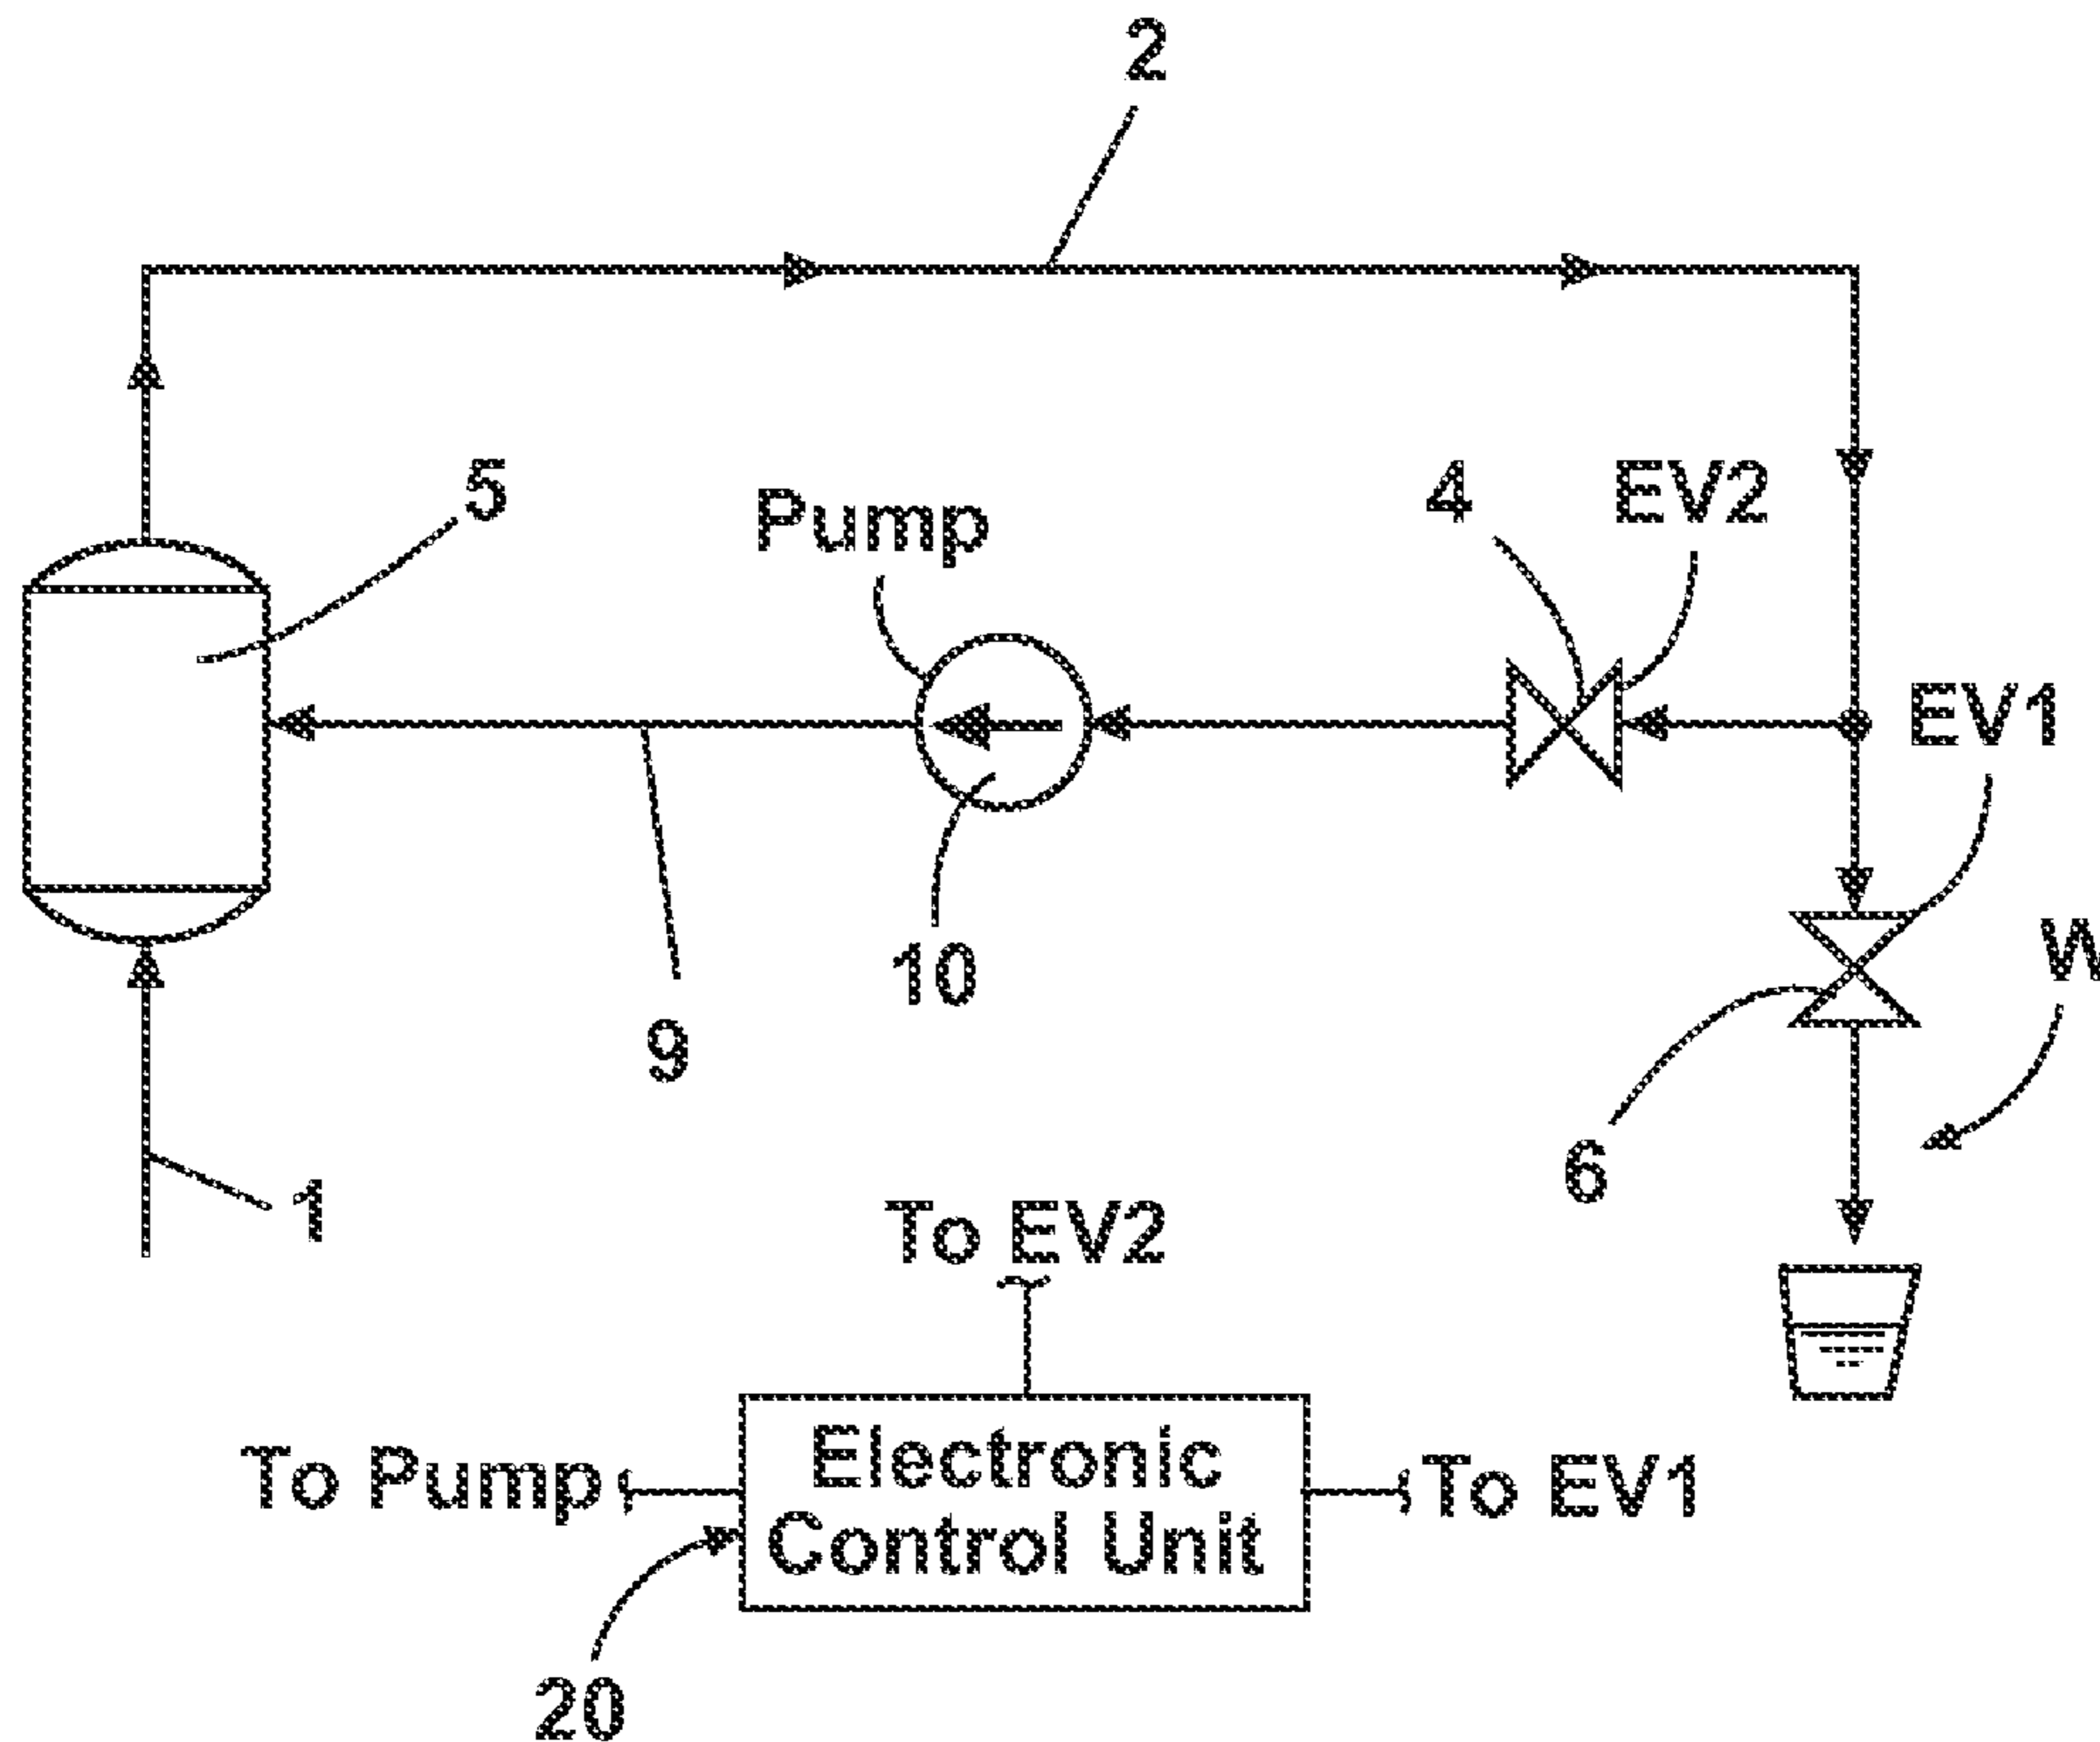 2
5
Pump
4
EV2
EV1
10
W
9
6
1
To EV2
To Pump
Electronic
Control Unit
To EV1
20